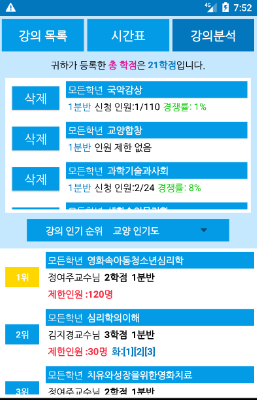 7:52
강의 목록 시간표 강의분석
귀하가 등록한 총 학점은 21학점입니다.
삭제 모든학년 국악감상
1분반 신청 인원:1/110 경쟁률: 1%
삭제 모든학년 교양합창
1분반 인원 제한 없음
삭제 모든학년 과학기술과사회
1분반 신청 인원:2/24 경쟁률: 8%
강의 인기 순위 교양 인기도
모든학년 영화속아동청소년심리학
1위 정여주교수님 2학점 1분반
제한인원 :120명
모든학년 심리학의이해
2위 김지경교수님 3학점 1분반
제한인원 :30명 화:[1][2][3]
모든학년 치유와성장을위한영화치료
3위 정여주교수님 2학점 1분반